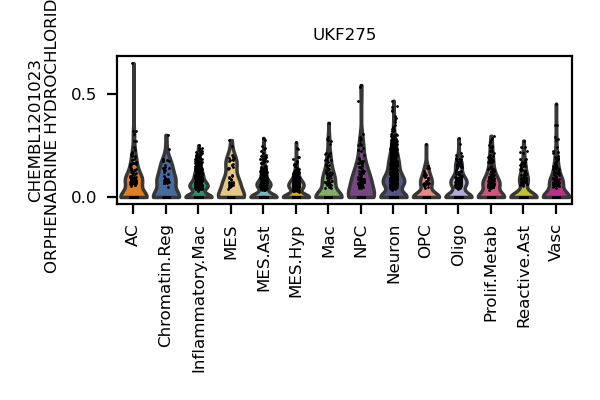 UKF275
CHEMBL1201023
ORPHENADRINE HYDROCHLORID
0.5
0.0
AC
Chromatin.Reg
Inflammatory.Mac
MES
MES.Ast
MES.Hyp
Mac
NPC
Neuron
OPC
Oligo
Prolif.Metab
Reactive.Ast
Vasc